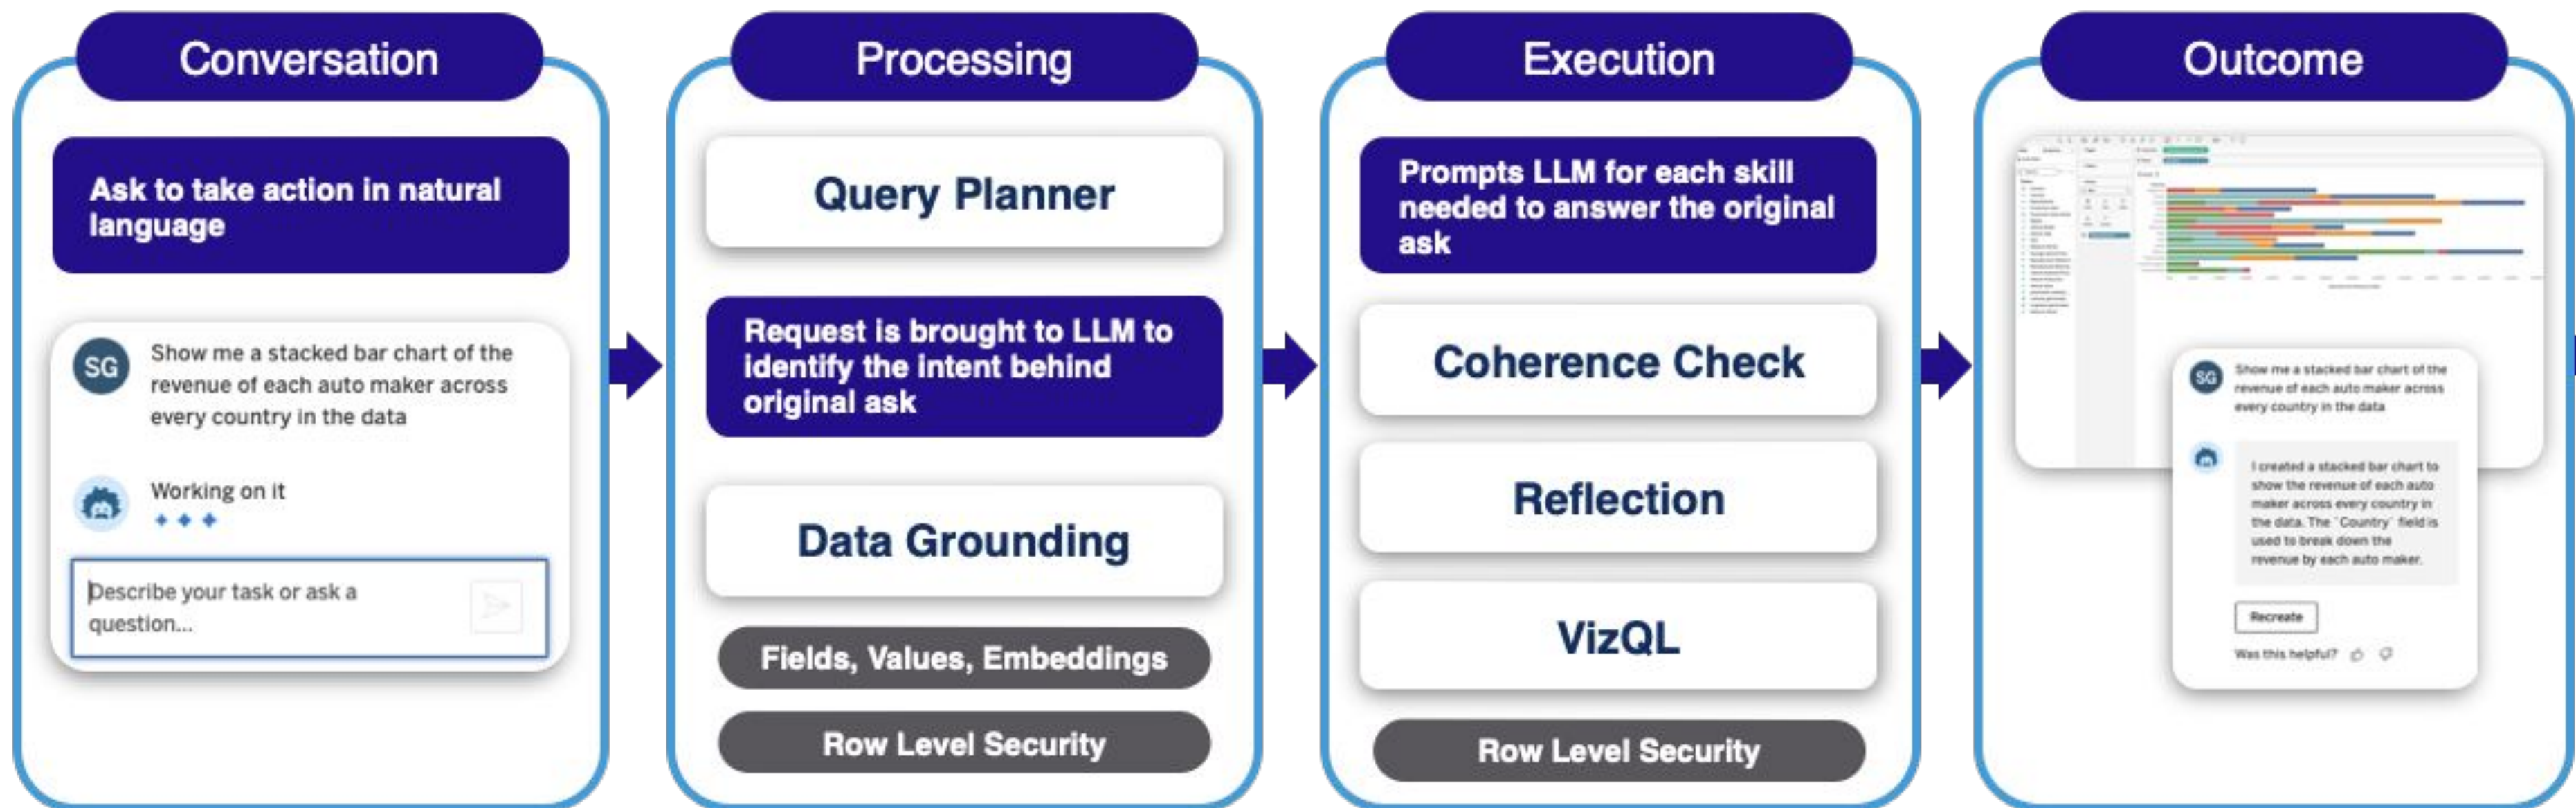 Conversation
Ask to take action in natural
language
SG
Show me a stacked bar chart of the
revenue of each auto maker across
every country in the data
Working on it
Describe your task or ask a
question...
Processing
Query Planner
Request is brought to LLM to
identify the intent behind
original ask
Data Grounding
Fields, Values, Embeddings
Row Level Security
Execution
Prompts LLM for each skill
needed to answer the original
ask
Coherence Check
Reflection
VizQL
Row Level Security
Outcome
SG
Show me a stacked bar chart of the
revenue of each auto maker across
every country in the data
I created a stacked bar chart to
show the revenue of each auto
maker across every country in
the data. The `Country` field is
used to break down the
revenue by each auto maker.
Recreate
Was this helpful?